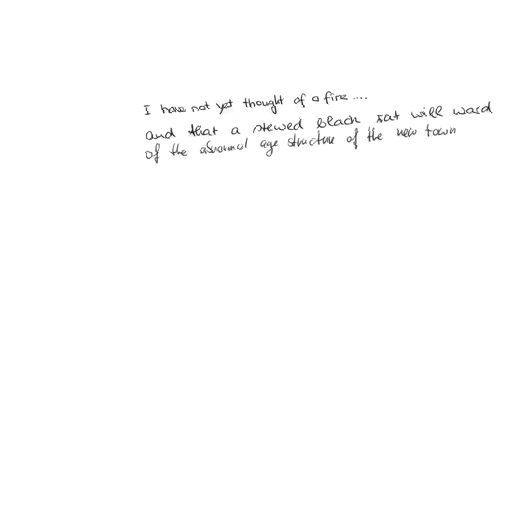 I have not yet thought of a fire....
and that a stewed black rat will ward
of the abnormal age structure of the new town